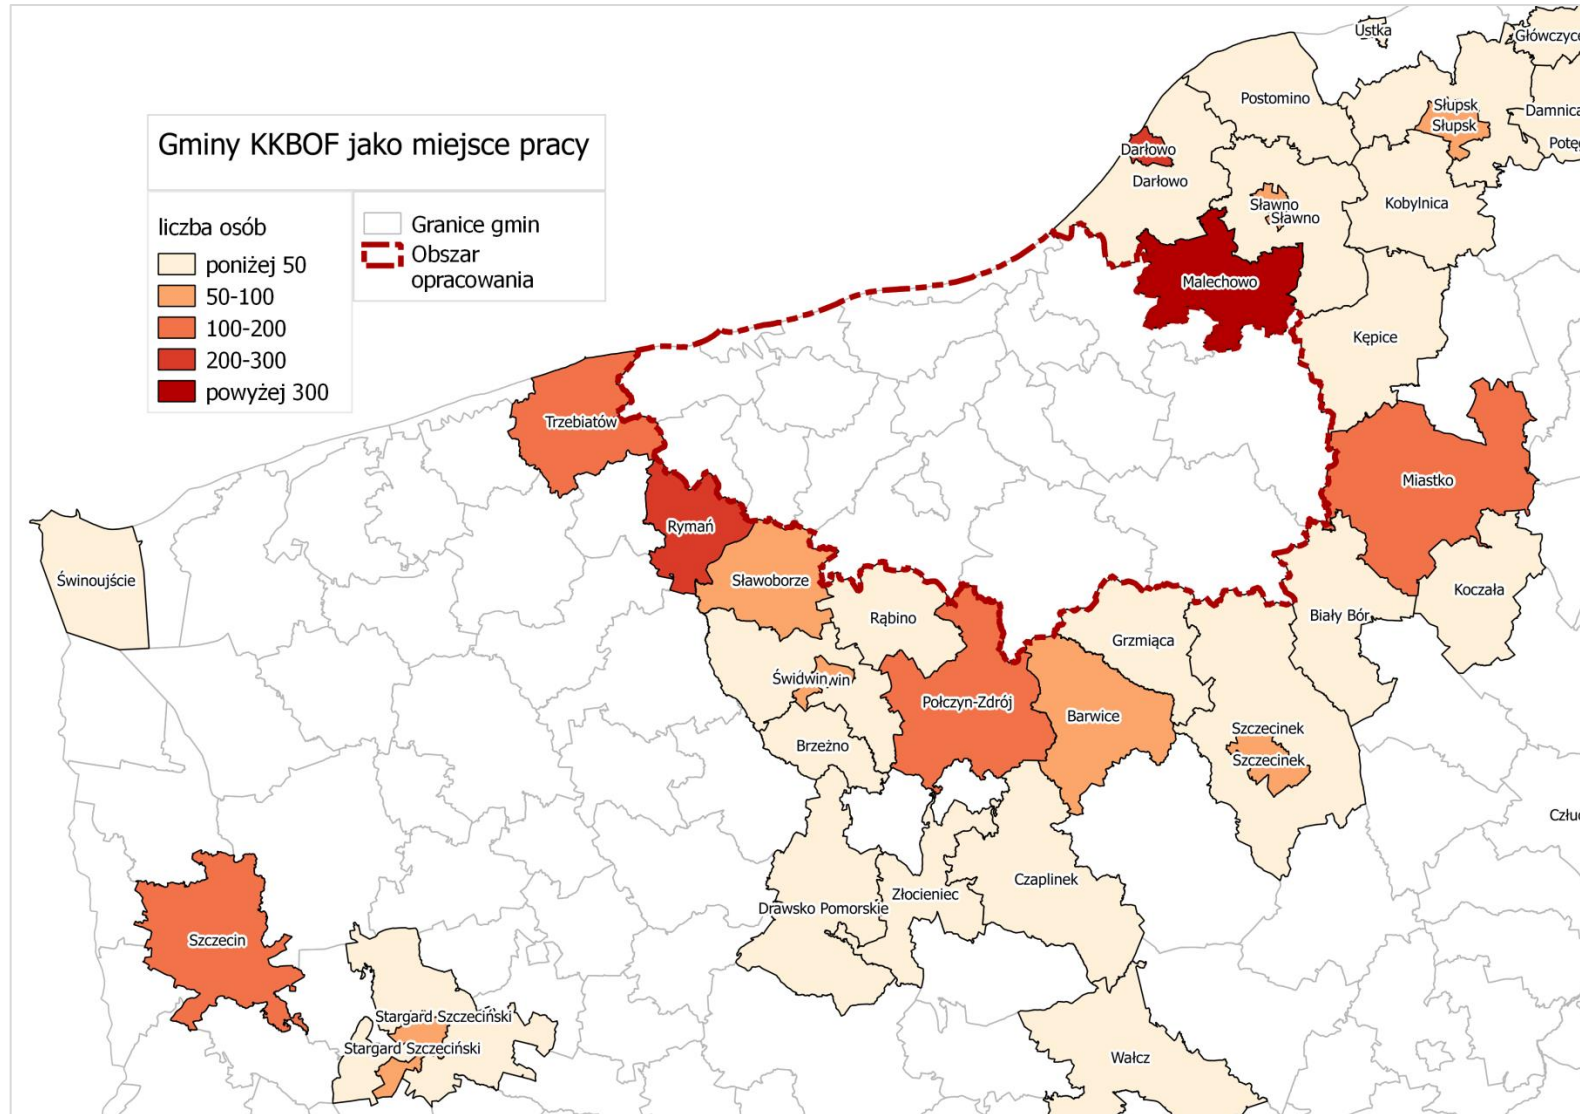 Gminy KKBOF jako miejsce pracy
liczba osób
poniżej 50
50-100
100-200
200-300
powyżej 300
Granice gmin
Obszar
opracowania
Ustka
Główczyce
Postomino
Słupsk
Słupsk
Damnica
Darłowo
Darłowo
Potęg
Sławno
Sławno
Kobylnica
Malechowo
Kępice
Trzebiatów
Miastko
Rymań
Świnoujście
Sławoborze
Rąbino
Koczała
Biały Bór
Grzmiąca
Świdwin
win
Połczyn-Zdrój
Barwice
Szczecinek
Szczecinek
Brzeżno
Człuc
Czaplinek
Złocieniec
Drawsko Pomorskie
Szczecin
Stargard Szczeciński
Stargard Szczeciński
Wałcz